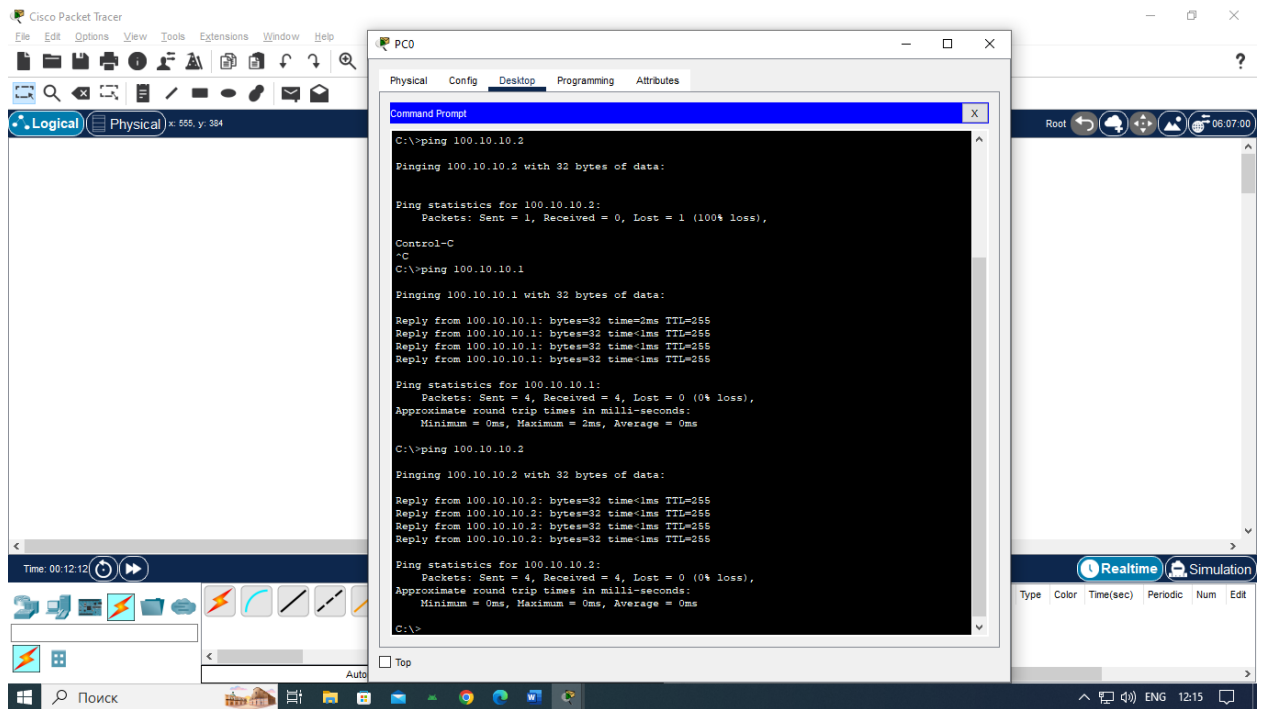 Cisco Packet Tracer
File Edit Options View Tools Extensions Window Help
PC0
Physical Config Desktop Programming Attributes
Command Prompt
X
Logical Physical x: 555, y: 384
Root 06:07:00
C:\>ping 100.10.10.2
Pinging 100.10.10.2 with 32 bytes of data:
Ping statistics for 100.10.10.2:
Packets: Sent = 1, Received = 0, Lost = 1 (100% loss),
Control-C
^C
C:\>ping 100.10.10.1
Pinging 100.10.10.1 with 32 bytes of data:
Reply from 100.10.10.1: bytes=32 time=2ms TTL=255
Reply from 100.10.10.1: bytes=32 time<1ms TTL=255
Reply from 100.10.10.1: bytes=32 time<1ms TTL=255
Reply from 100.10.10.1: bytes=32 time<1ms TTL=255
Ping statistics for 100.10.10.1:
Packets: Sent = 4, Received = 4, Lost = 0 (0% loss),
Approximate round trip times in milli-seconds:
Minimum = 0ms, Maximum = 2ms, Average = 0ms
C:\>ping 100.10.10.2
Pinging 100.10.10.2 with 32 bytes of data:
Reply from 100.10.10.2: bytes=32 time<1ms TTL=255
Reply from 100.10.10.2: bytes=32 time<1ms TTL=255
Reply from 100.10.10.2: bytes=32 time<1ms TTL=255
Reply from 100.10.10.2: bytes=32 time<1ms TTL=255
Ping statistics for 100.10.10.2:
Packets: Sent = 4, Received = 4, Lost = 0 (0% loss),
Approximate round trip times in milli-seconds:
Minimum = 0ms, Maximum = 0ms, Average = 0ms
C:\>
Top
Time: 00:12:12
Realtime Simulation
Type Color Time(sec) Periodic Num Edit
Auto
Поиск
ENG 12:15